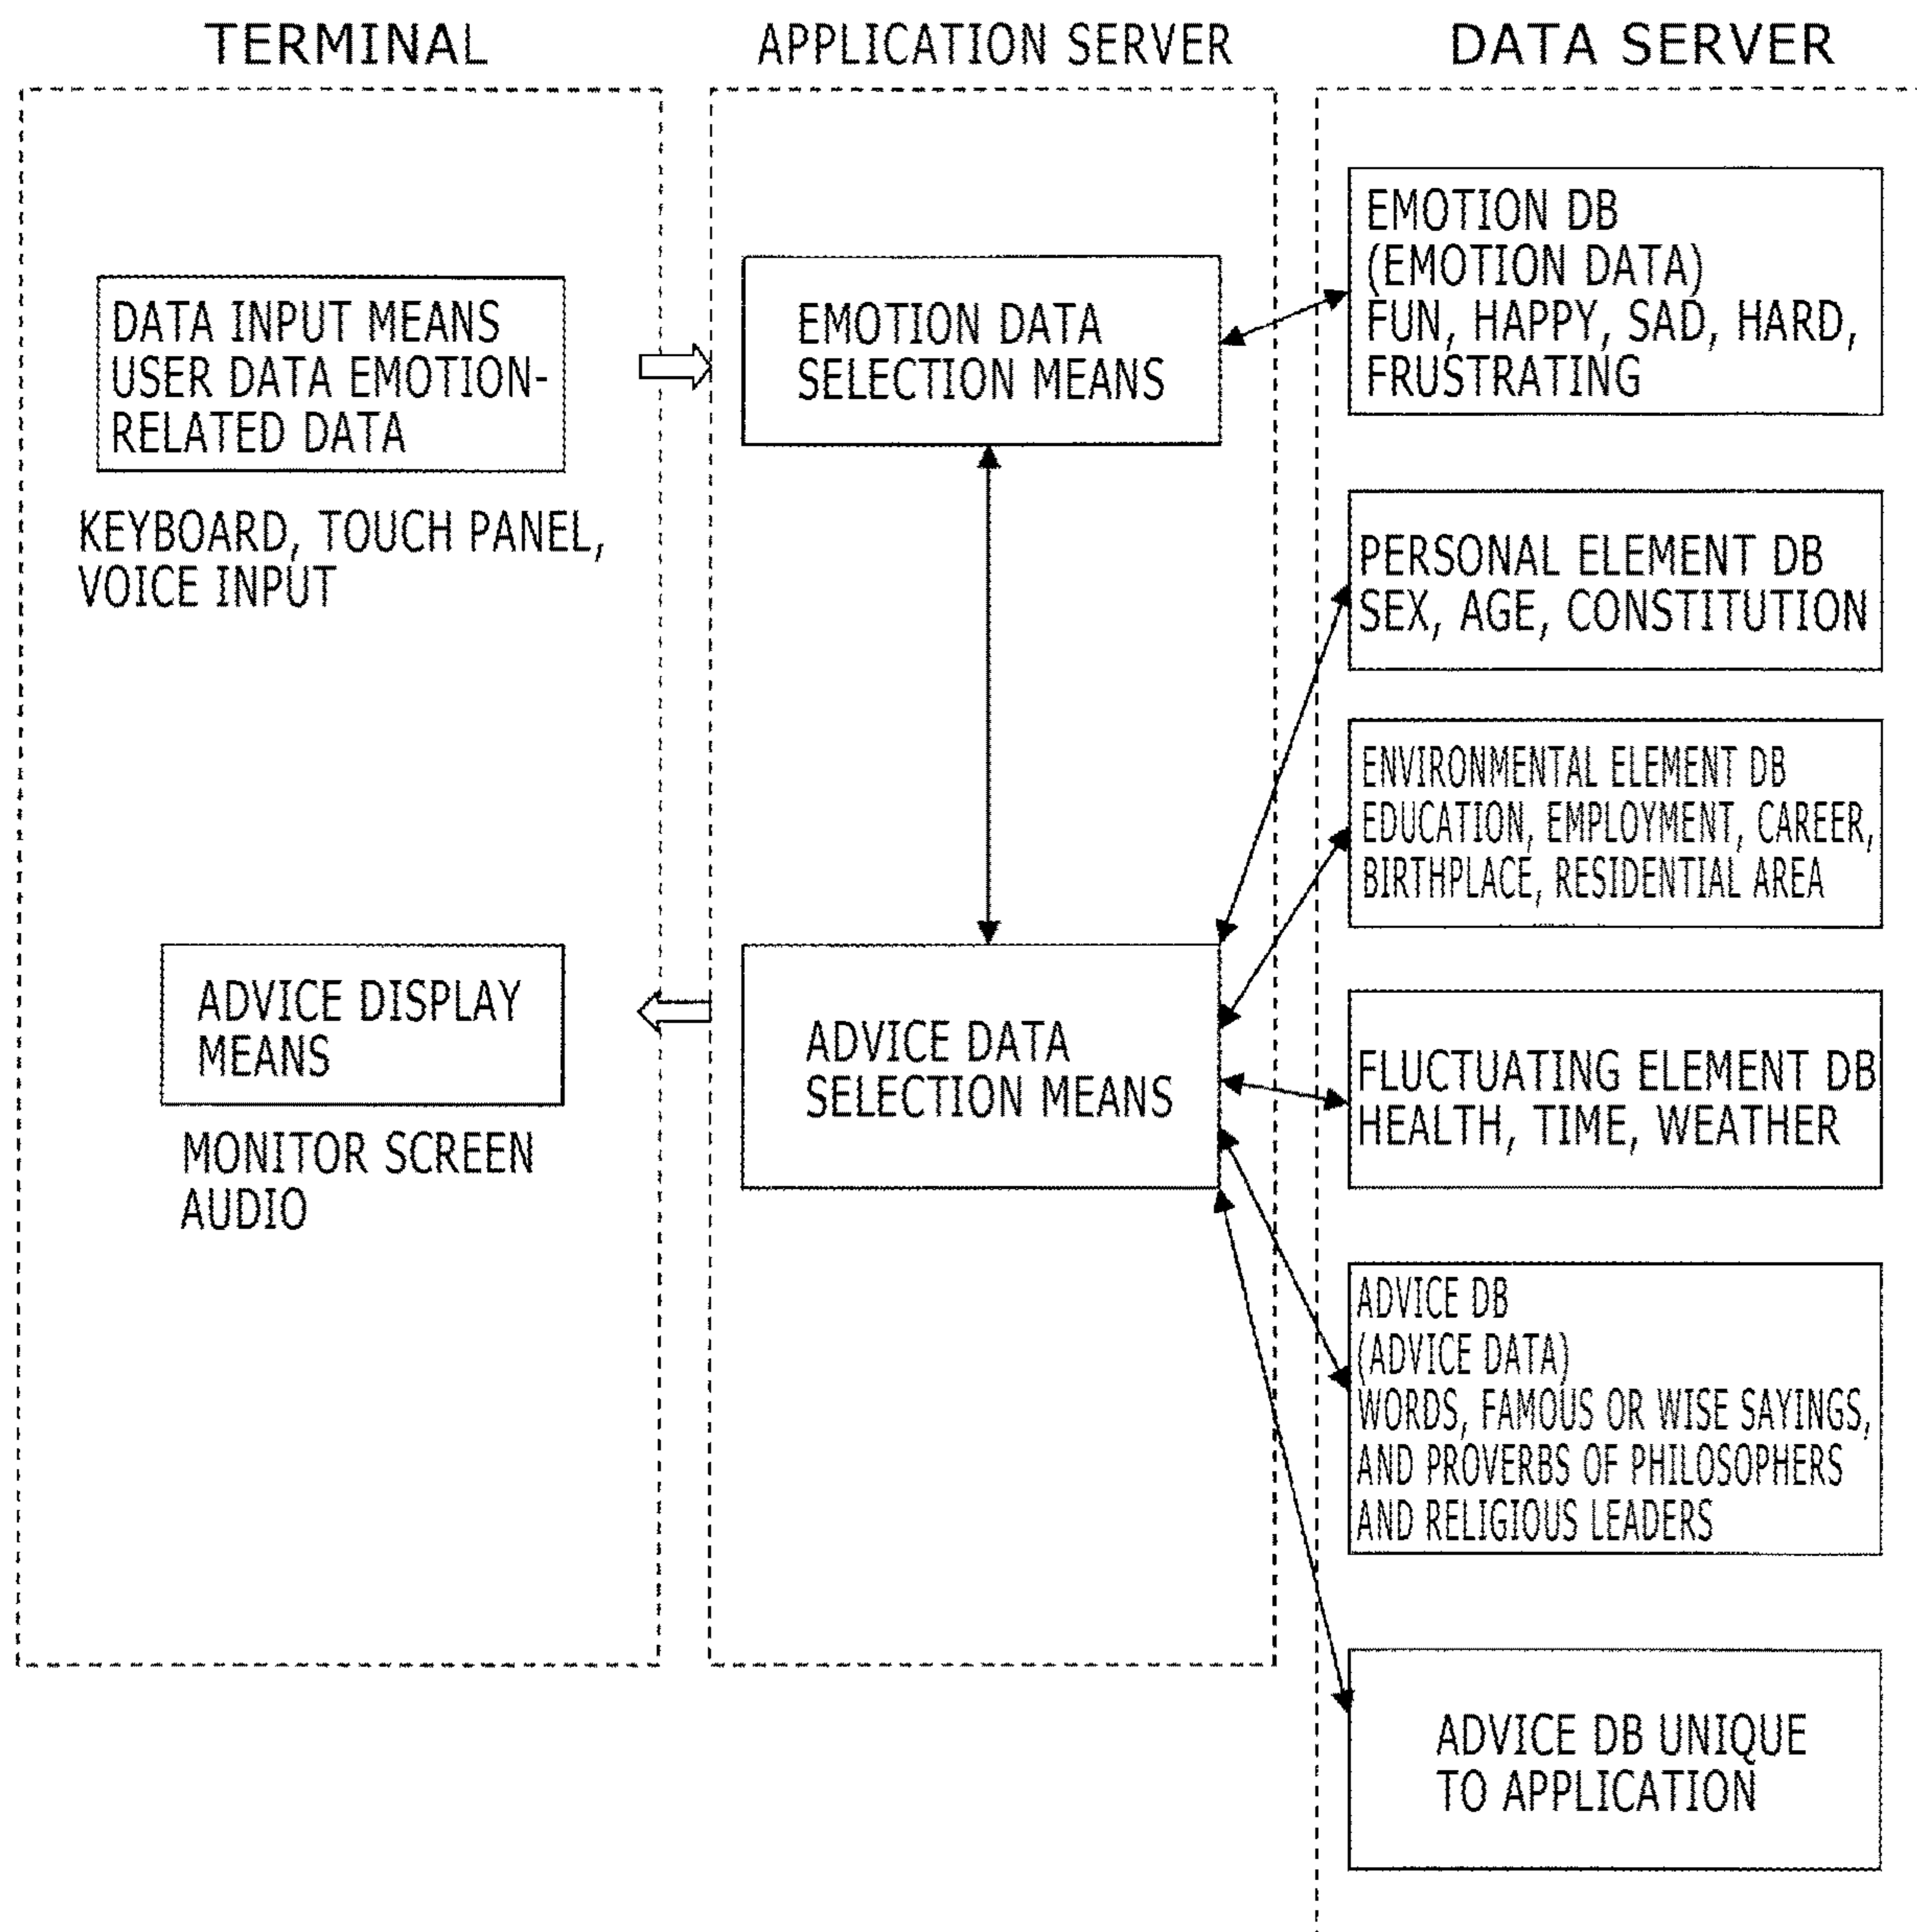 TERMINAL
DATA INPUT MEANS
USER DATA EMOTION-
RELATED DATA
KEYBOARD, TOUCH PANEL,
VOICE INPUT
ADVICE DISPLAY
MEANS
MONITOR SCREEN
AUDIO
APPLICATION SERVER
EMOTION DATA
SELECTION MEANS
ADVICE DATA
SELECTION MEANS
DATA SERVER
EMOTION DB
(EMOTION DATA)
FUN, HAPPY, SAD, HARD,
FRUSTRATING
PERSONAL ELEMENT DB
SEX, AGE, CONSTITUTION
ENVIRONMENTAL ELEMENT DB
EDUCATION, EMPLOYMENT, CAREER,
BIRTHPLACE, RESIDENTIAL AREA
FLUCTUATING ELEMENT DB
HEALTH, TIME, WEATHER
ADVICE DB
(ADVICE DATA)
WORDS, FAMOUS OR WISE SAYINGS,
AND PROVERBS OF PHILOSOPHERS
AND RELIGIOUS LEADERS
ADVICE DB UNIQUE
TO APPLICATION